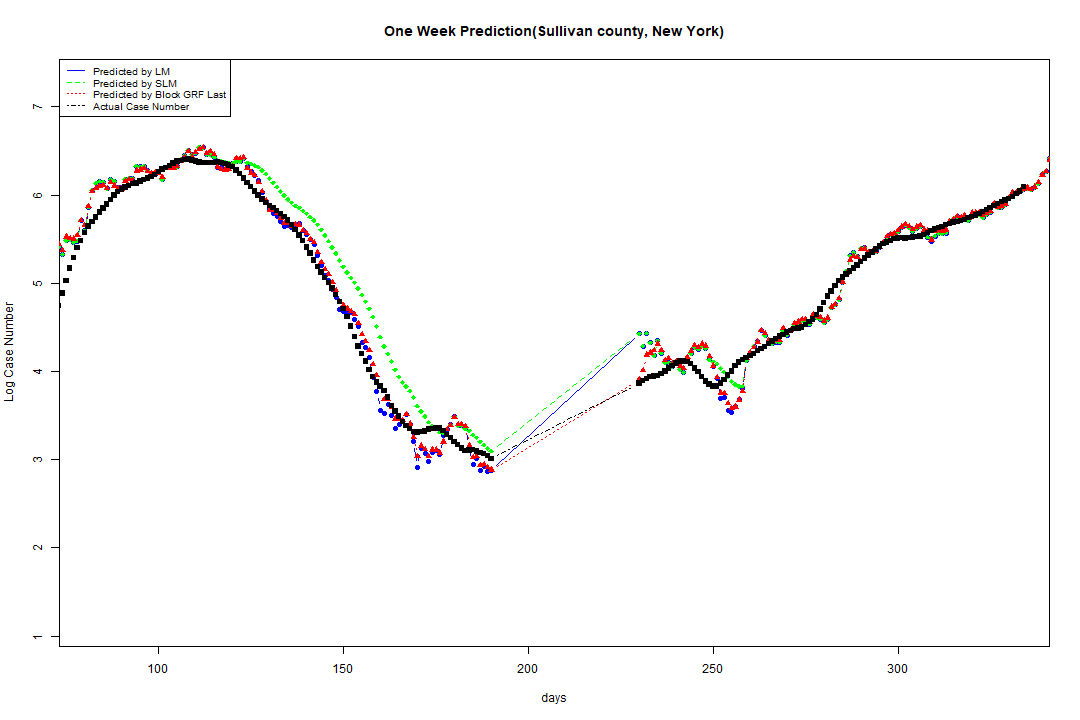 One Week Prediction(Sullivan county, New York)
Predicted by LM
Predicted by SLM
Predicted by Block GRF Last
Actual Case Number
Log Case Number
7
6
5
4
3
2
1
100 150 200 250 300
days